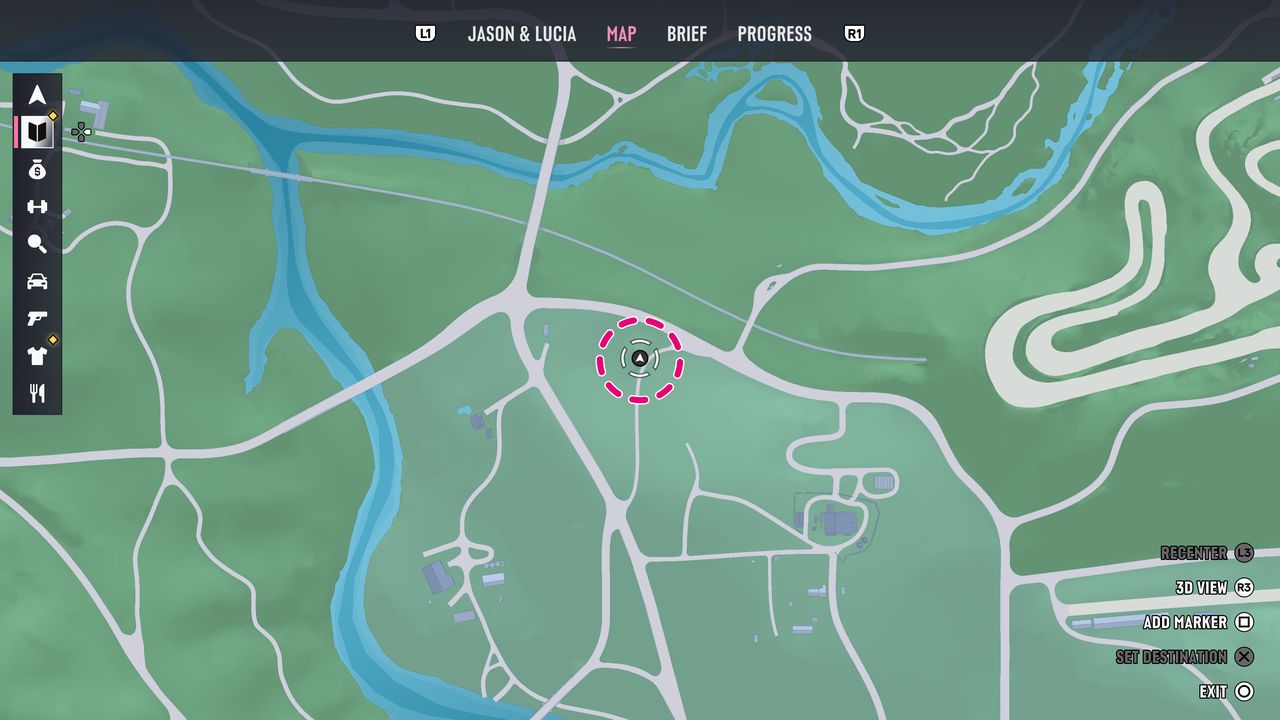 L1 JASON & LUCIA MAP BRIEF PROGRESS R1
$
RECENTER L3
3D VIEW R3
ADD MARKER
SET DESTINATION
EXIT